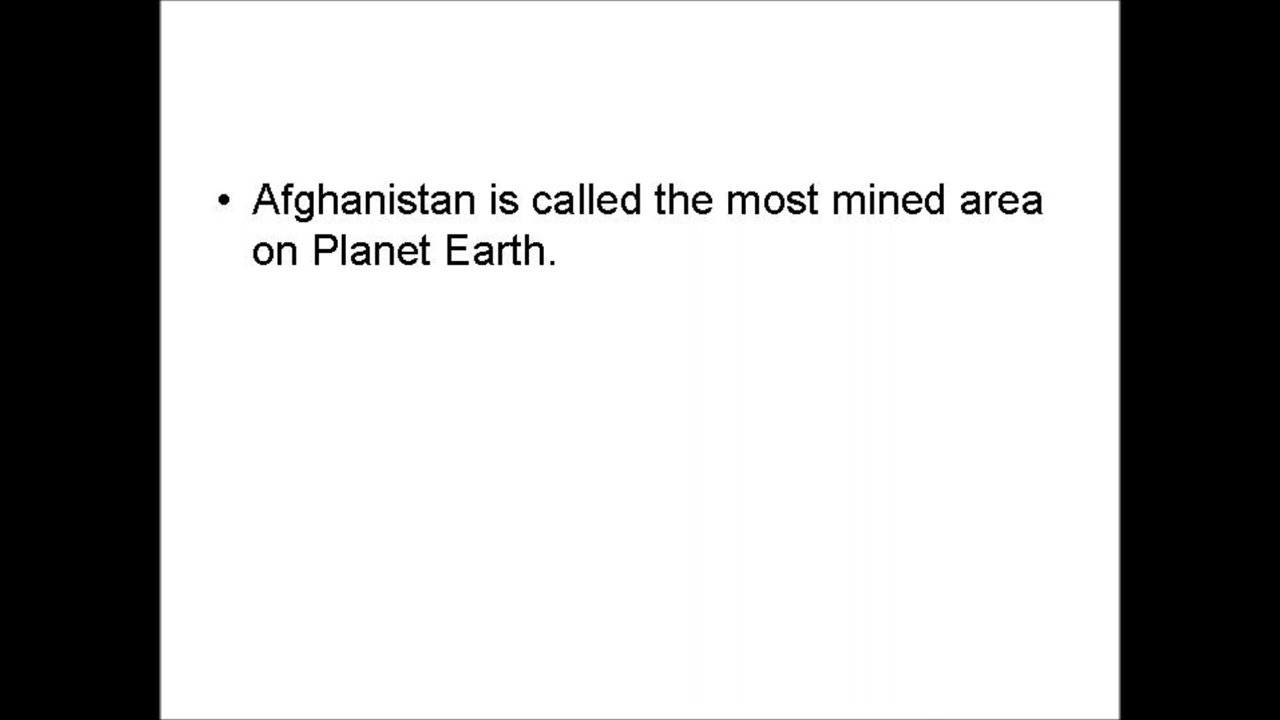 • Afghanistan is called the most mined area
on Planet Earth.